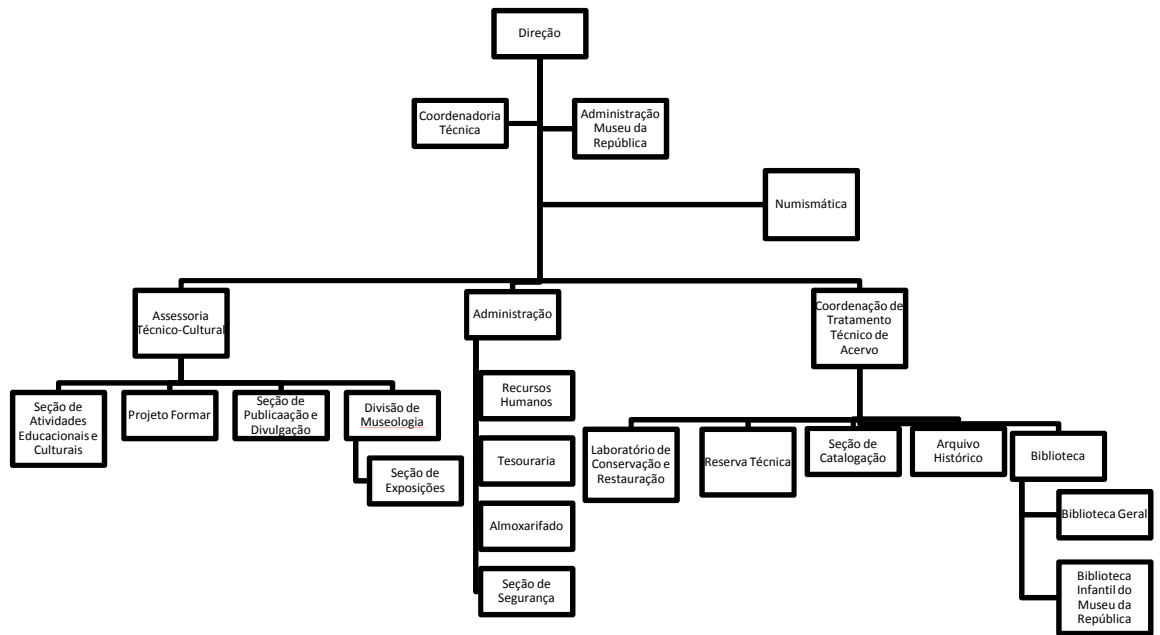 Direção
Coordenadoria
Técnica
Administração
Museu da
República
Numismática
Assessoria
Técnico-Cultural
Administração
Coordenação de
Tratamento
Técnico de
Acervo
Seção de
Atividades
Educacionais e
Culturais
Projeto Formar
Seção de
Publicaação e
Divulgação
Divisão de
Museologia
Seção de
Exposições
Recursos
Humanos
Tesouraria
Almoxarifado
Seção de
Segurança
Laboratório de
Conservação e
Restauração
Reserva Técnica
Seção de
Catalogação
Arquivo
Histórico
Biblioteca
Biblioteca Geral
Biblioteca
Infantil do
Museu da
República